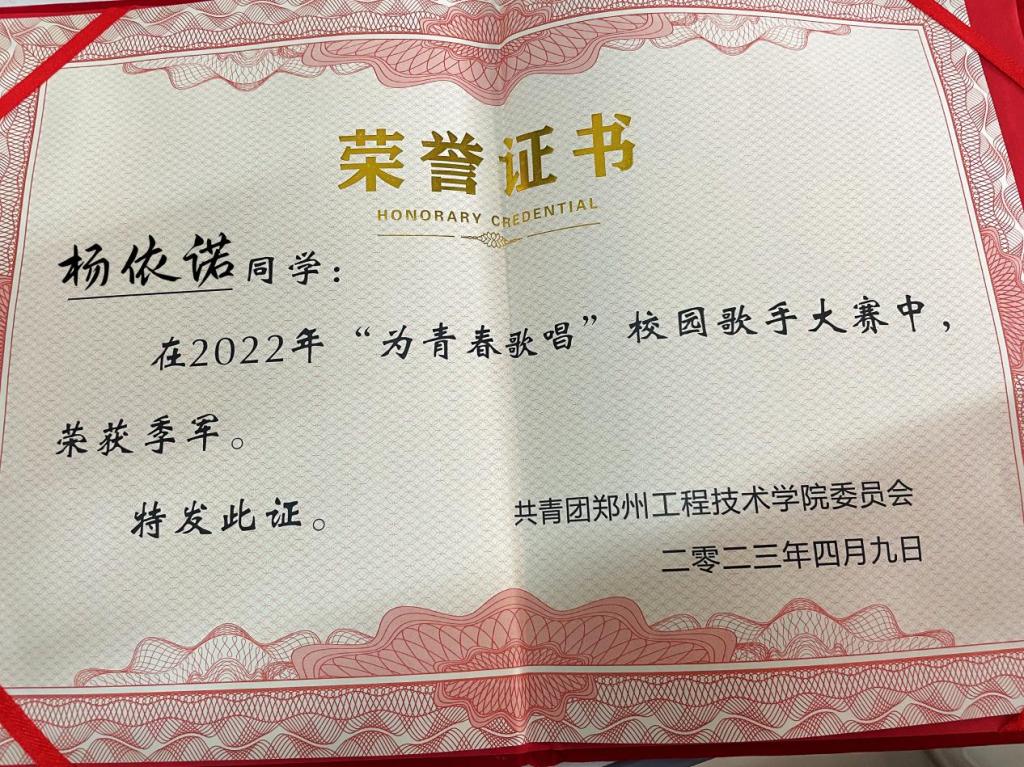 荣誉证书
HONORARY CREDENTIAL
杨依诺同学：
在2022年“为青春歌唱”校园歌手大赛中，
荣获季军。
特发此证。
共青团郑州工程技术学院委员会
二零二三年四月九日